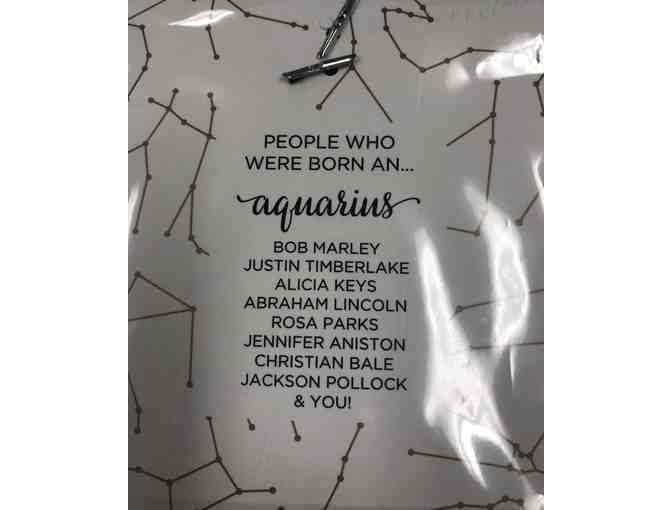 PEOPLE WHO
WERE BORN AN...
aquarius
BOB MARLEY
JUSTIN TIMBERLAKE
ALICIA KEYS
ABRAHAM LINCOLN
ROSA PARKS
JENNIFER ANISTON
CHRISTIAN BALE
JACKSON POLLOCK
& YOU!